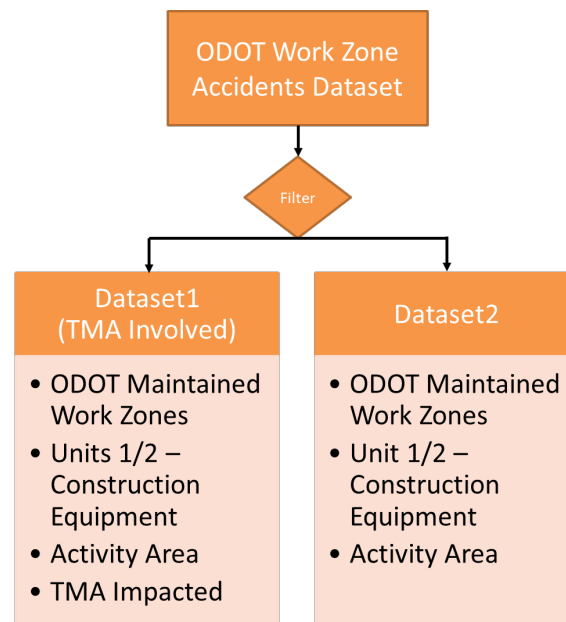 ODOT Work Zone
Accidents Dataset
Filter
Dataset1
(TMA Involved)
• ODOT Maintained
Work Zones
• Units 1/2 –
Construction
Equipment
• Activity Area
• TMA Impacted
Dataset2
• ODOT Maintained
Work Zones
• Unit 1/2 –
Construction
Equipment
• Activity Area